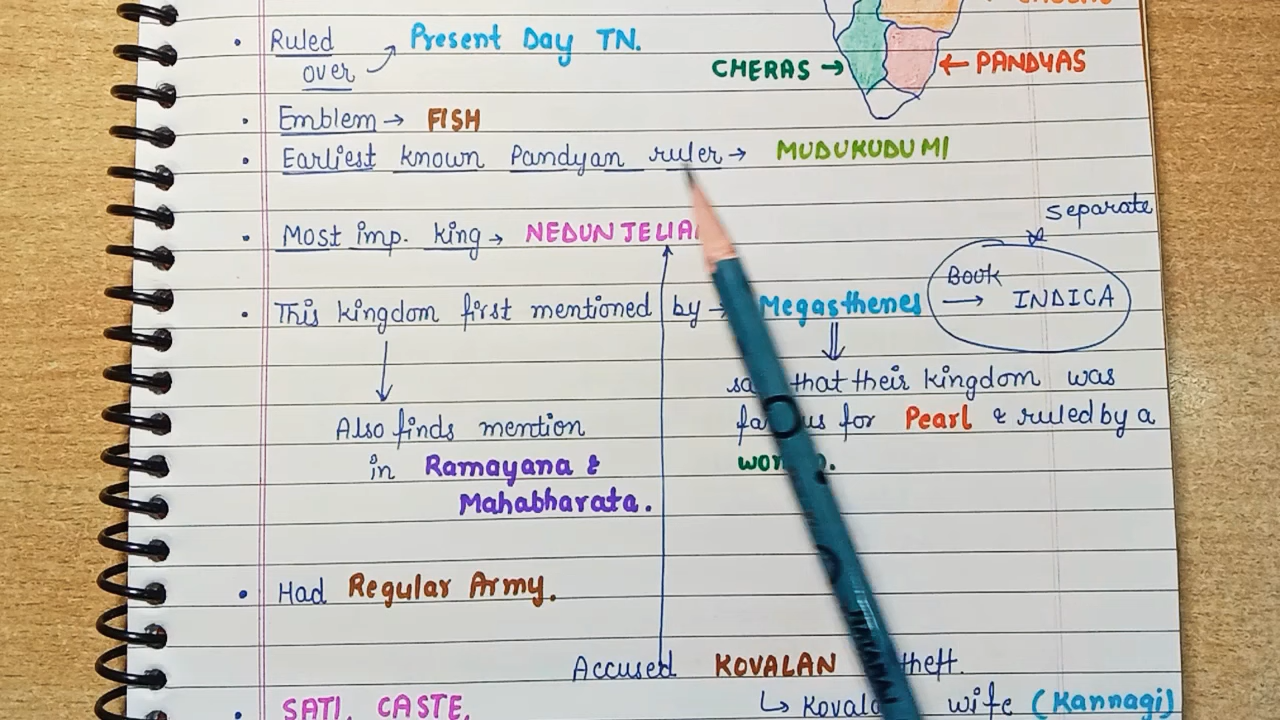 Ruled Present Day TN.
over
CHERAS → ← PANDYAS
Emblem → FISH
Earliest known Pandyan ruler → MUDUKUDUMI
separate
Most imp. king → NEDUNJELIA
Book
This kingdom first mentioned by → Megasthenes → INDICA
that their kingdom was
Also finds mention for Pearl & ruled by a
in Ramayana &
Mahabharata.
Had Regular Army.
Accused KOVALAN theft.
SATI, CASTE, ↳ wife (Kannagi)